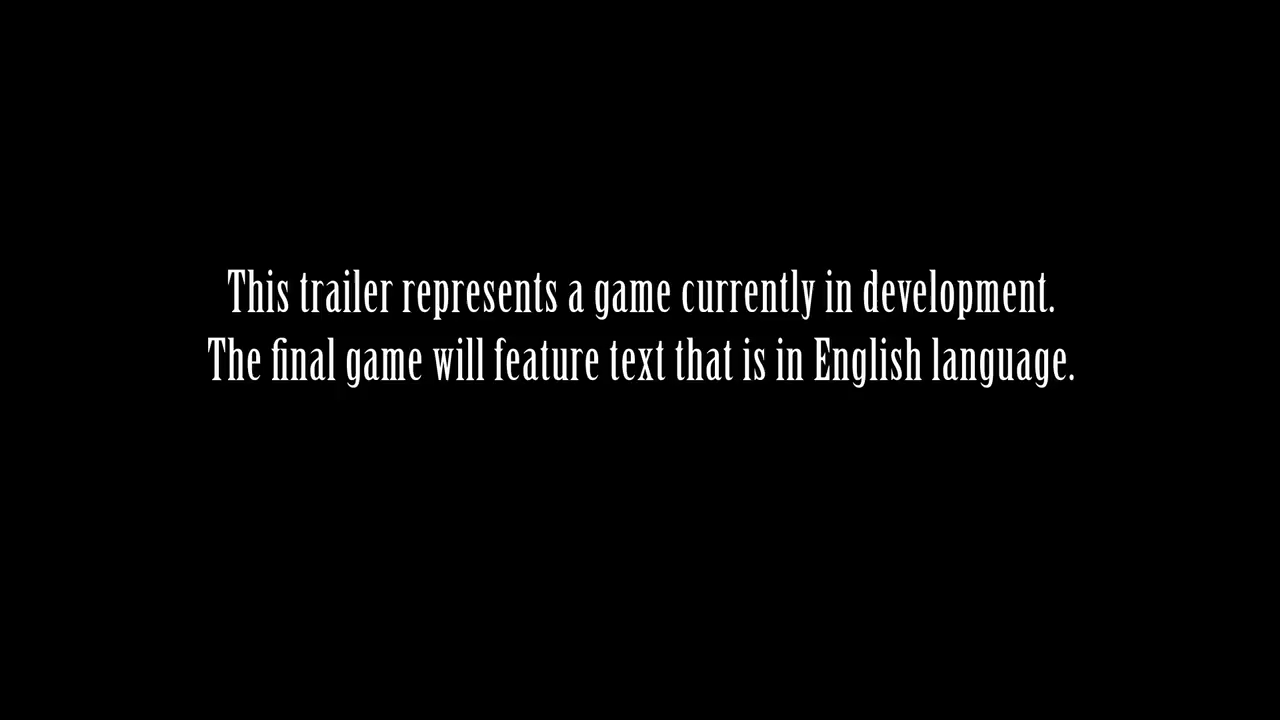 This trailer represents a game currently in development.
The final game will feature text that is in English language.